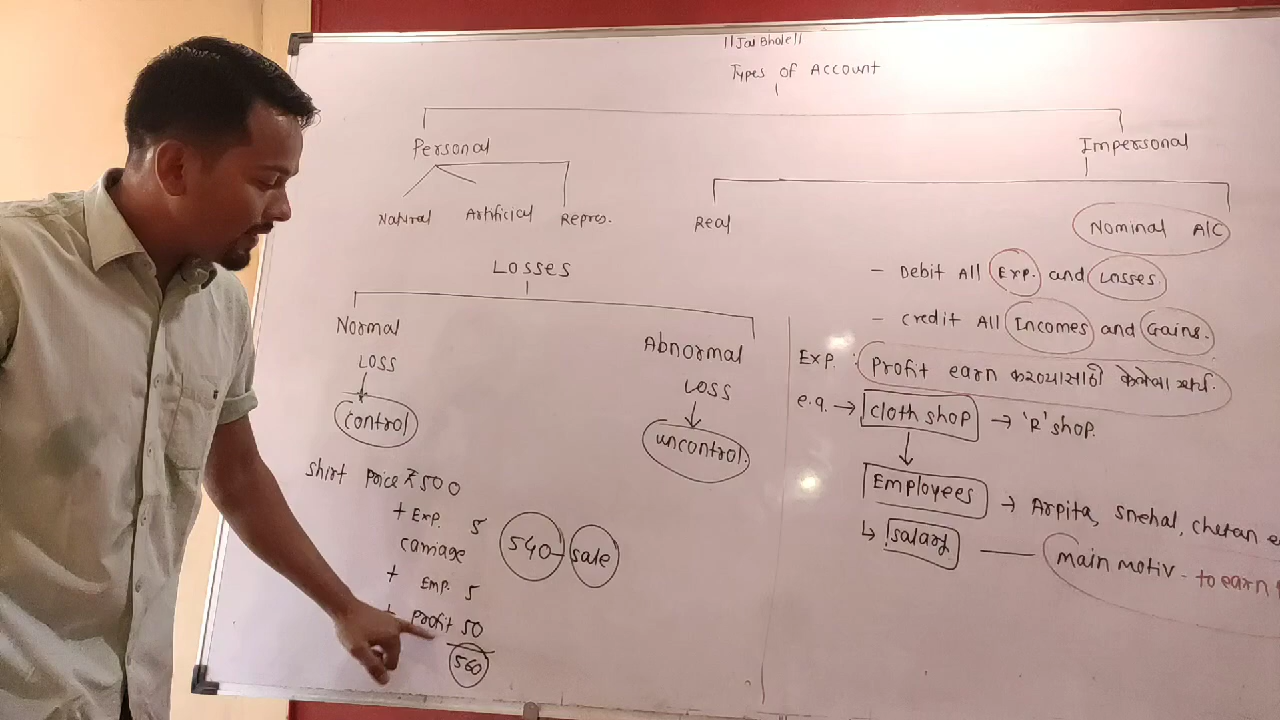 ||Jai Bhole||
Types of Account
Personal
Impersonal
Natural Artificial Repres. Real
Nominal A/C
Losses
- Debit All Exp. and Losses.
- Credit All Incomes and Gains.
Normal
Loss
control
Abnormal
Loss
uncontrol.
Exp. : Profit earn करण्यासाठी केलेला खर्च.
e.g. → cloth shop → 'R' shop.
Employees → Arpita, Snehal, Chetan e
↳ salary — main motiv - to earn
Shirt Price ₹500
+ Exp. 5
carriage
+ Emp. 5
+ Profit 50
560
540 - sale